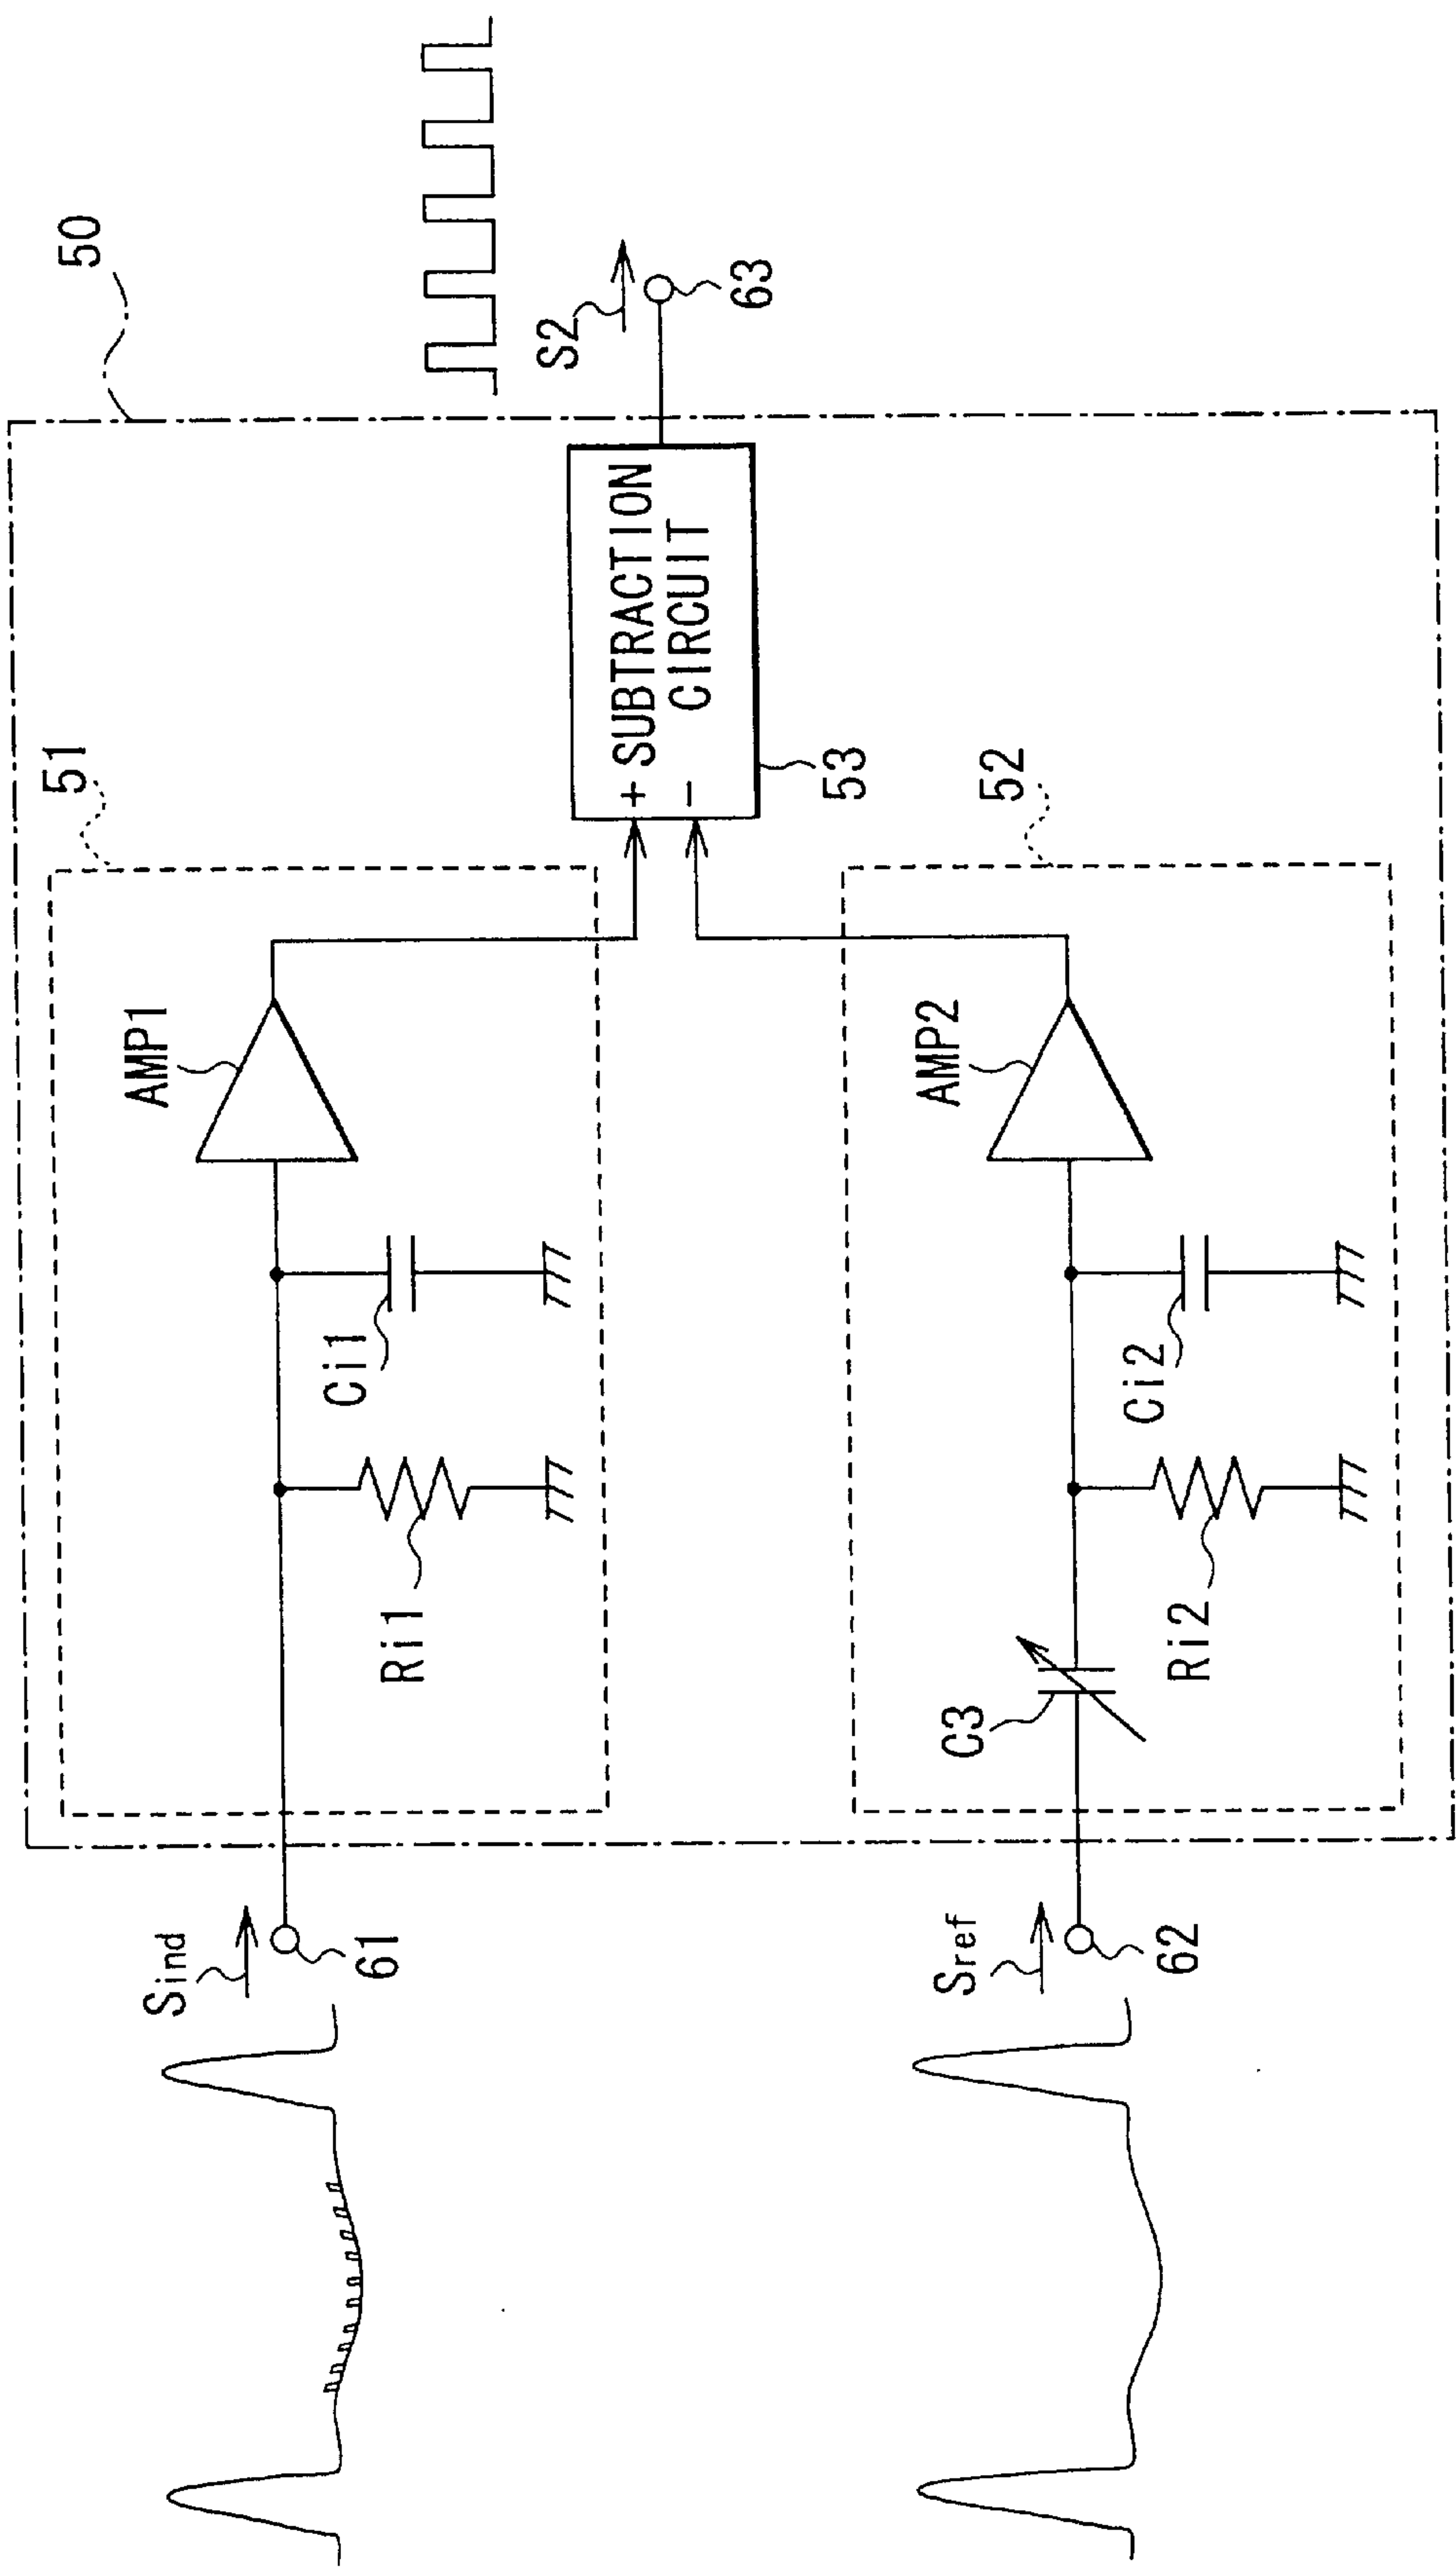 50
51
AMP1
Ci1
Ri1
Sind
61
+ SUBTRACTION
- CIRCUIT
53
S2
63
52
AMP2
Ci2
Ri2
C3
Sref
62